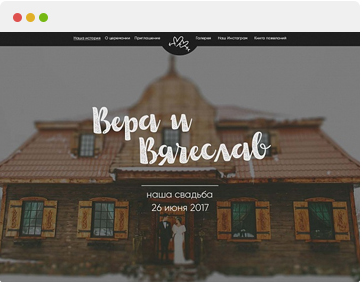 Наша история О церемонии Приглашение Галерея Наш Инстаграм Книга пожеланий
Вера и
Вячеслав
наша свадьба
26 июня 2017